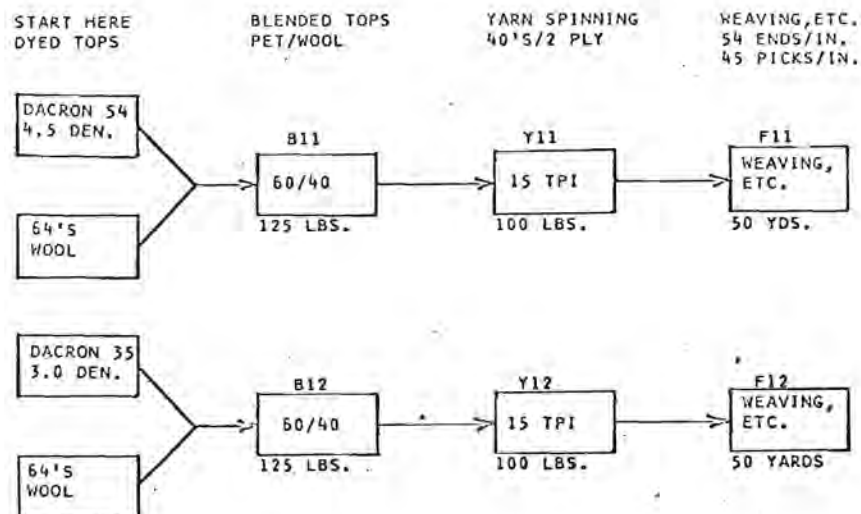 START HERE
DYED TOPS
BLENDED TOPS
PET/WOOL
YARN SPINNING
40'S/2 PLY
WEAVING,ETC.
54 ENDS/IN.
45 PICKS/IN.
DACRON 54
4.5 DEN.
64'S
WOOL
B11
60/40
125 LBS.
Y11
15 TPI
100 LBS.
F11
WEAVING,
ETC.
50 YDS.
DACRON 35
3.0 DEN.
64'S
WOOL
B12
60/40
125 LBS.
Y12
15 TPI
100 LBS.
F12
WEAVING,
ETC.
50 YARDS